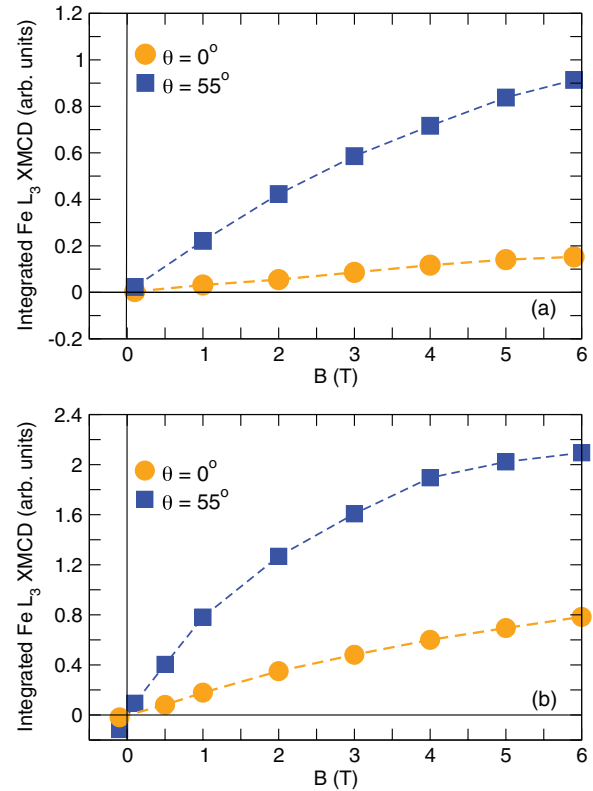 1.2
1
0.8
0.6
0.4
0.2
0
-0.2
Integrated Fe L₃ XMCD (arb. units)
θ = 0°
θ = 55°
(a)
0 1 2 3 4 5 6
B (T)
2.4
2
1.6
1.2
0.8
0.4
0
Integrated Fe L₃ XMCD (arb. units)
θ = 0°
θ = 55°
(b)
0 1 2 3 4 5 6
B (T)